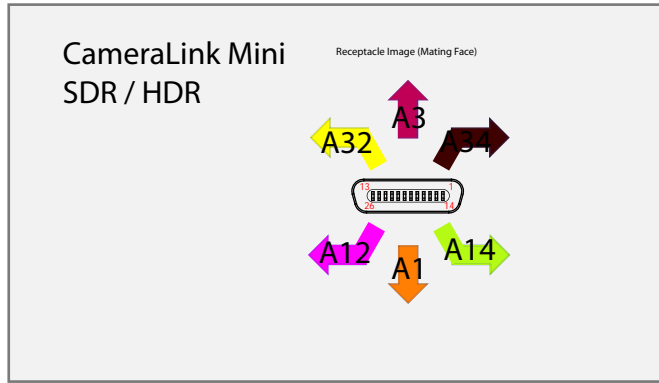 CameraLink Mini
SDR / HDR
Receptacle Image (Mating Face)
A3
A32
A34
13
1
26
14
A12
A1
A14